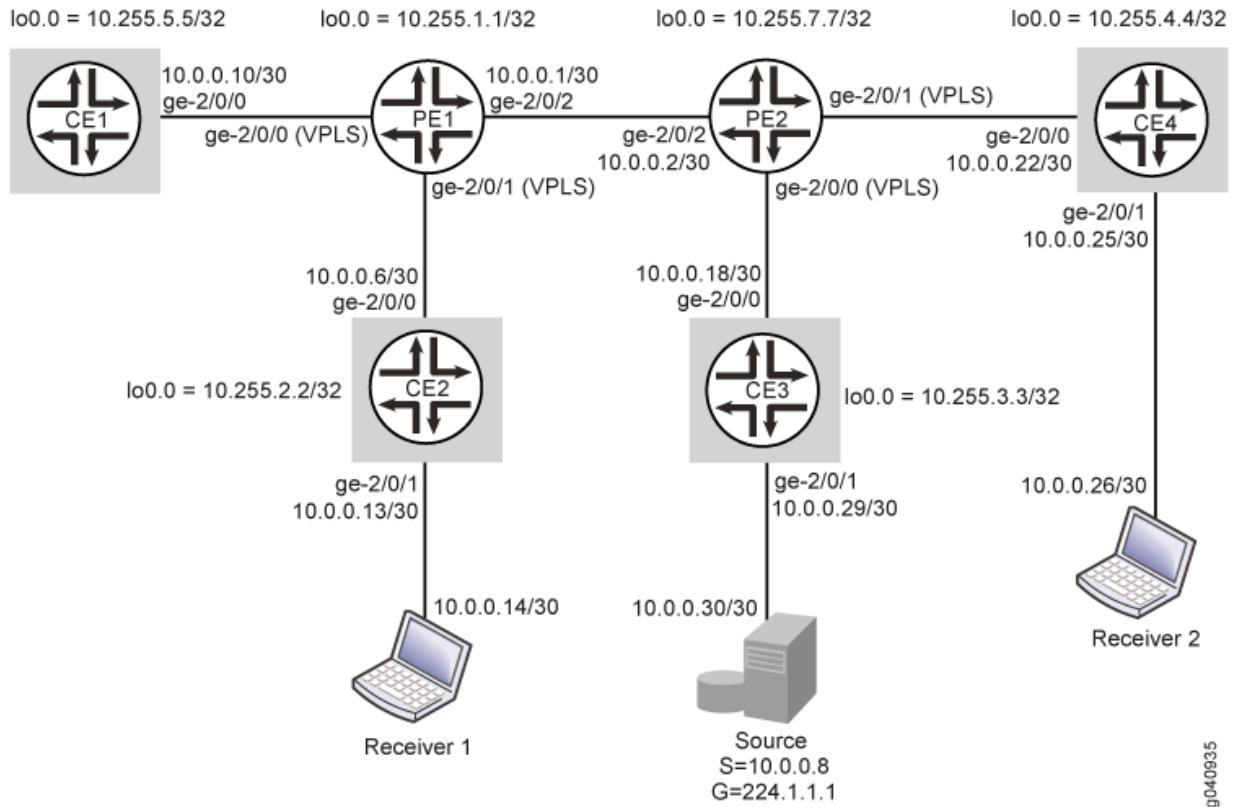 lo0.0 = 10.255.5.5/32
lo0.0 = 10.255.1.1/32
lo0.0 = 10.255.7.7/32
lo0.0 = 10.255.4.4/32
10.0.0.10/30
ge-2/0/0
CE1
ge-2/0/0 (VPLS)
PE1
10.0.0.1/30
ge-2/0/2
ge-2/0/2
10.0.0.2/30
PE2
ge-2/0/1 (VPLS)
ge-2/0/0
10.0.0.22/30
CE4
ge-2/0/1 (VPLS)
ge-2/0/0 (VPLS)
ge-2/0/1
10.0.0.25/30
10.0.0.6/30
ge-2/0/0
10.0.0.18/30
ge-2/0/0
lo0.0 = 10.255.2.2/32
CE2
CE3
lo0.0 = 10.255.3.3/32
ge-2/0/1
10.0.0.13/30
ge-2/0/1
10.0.0.29/30
10.0.0.26/30
10.0.0.14/30
10.0.0.30/30
Receiver 2
Receiver 1
Source
S=10.0.0.8
G=224.1.1.1
g040935